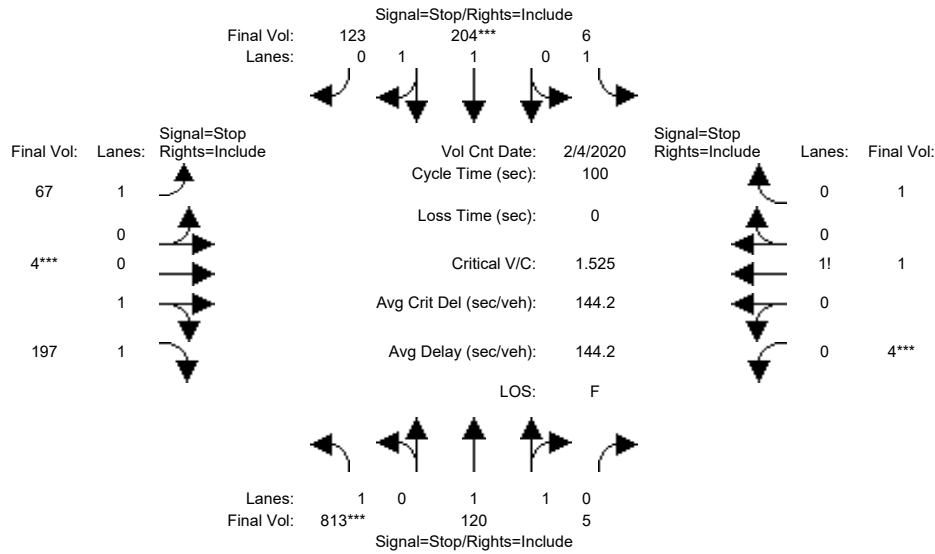 Signal=Stop/Rights=Include
Final Vol: 123 204*** 6
Lanes: 0 1 1 0 1
Signal=Stop
Final Vol: Lanes: Rights=Include
Vol Cnt Date: 2/4/2020
Signal=Stop
Rights=Include Lanes: Final Vol:
Cycle Time (sec): 100
67 1
0 1
Loss Time (sec): 0
0
0
4*** 0
Critical V/C: 1.525
1! 1
1
Avg Crit Del (sec/veh): 144.2
0
197 1
Avg Delay (sec/veh): 144.2
0 4***
LOS: F
Lanes: 1 0 1 1 0
Final Vol: 813*** 120 5
Signal=Stop/Rights=Include